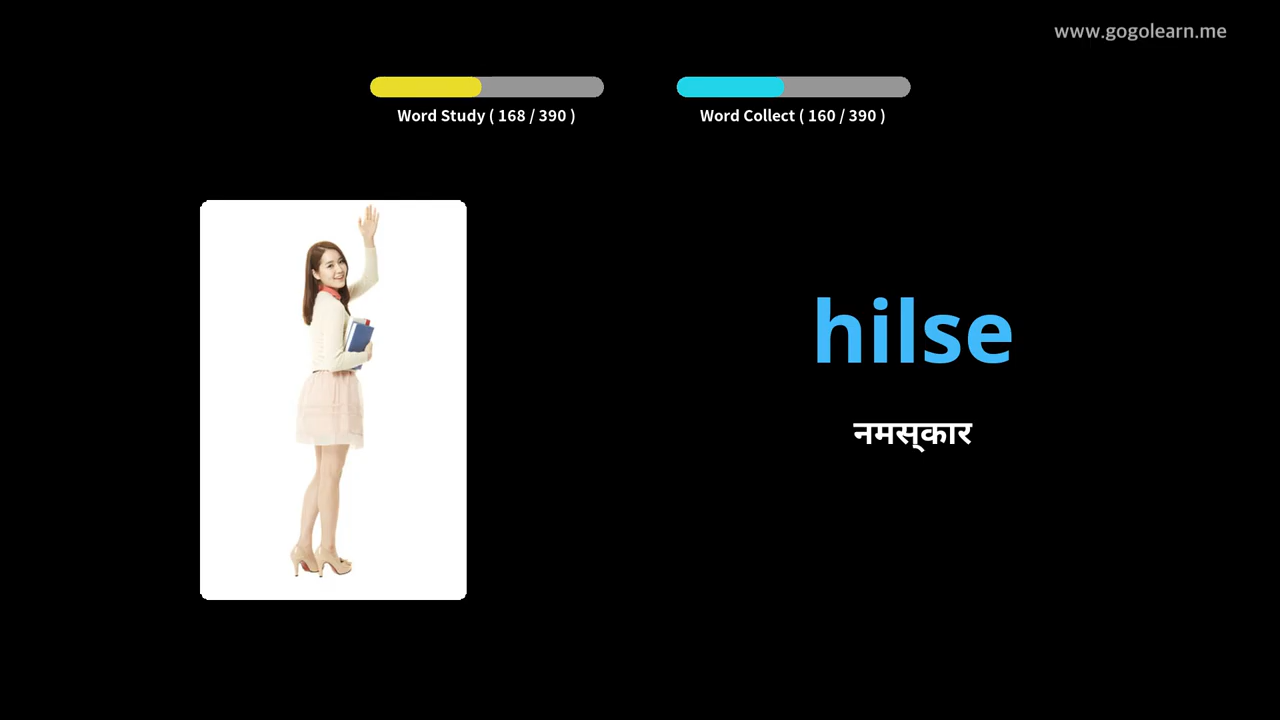 www.gogolearn.me
Word Study ( 168 / 390 )
Word Collect ( 160 / 390 )
hilse
नमस्कार